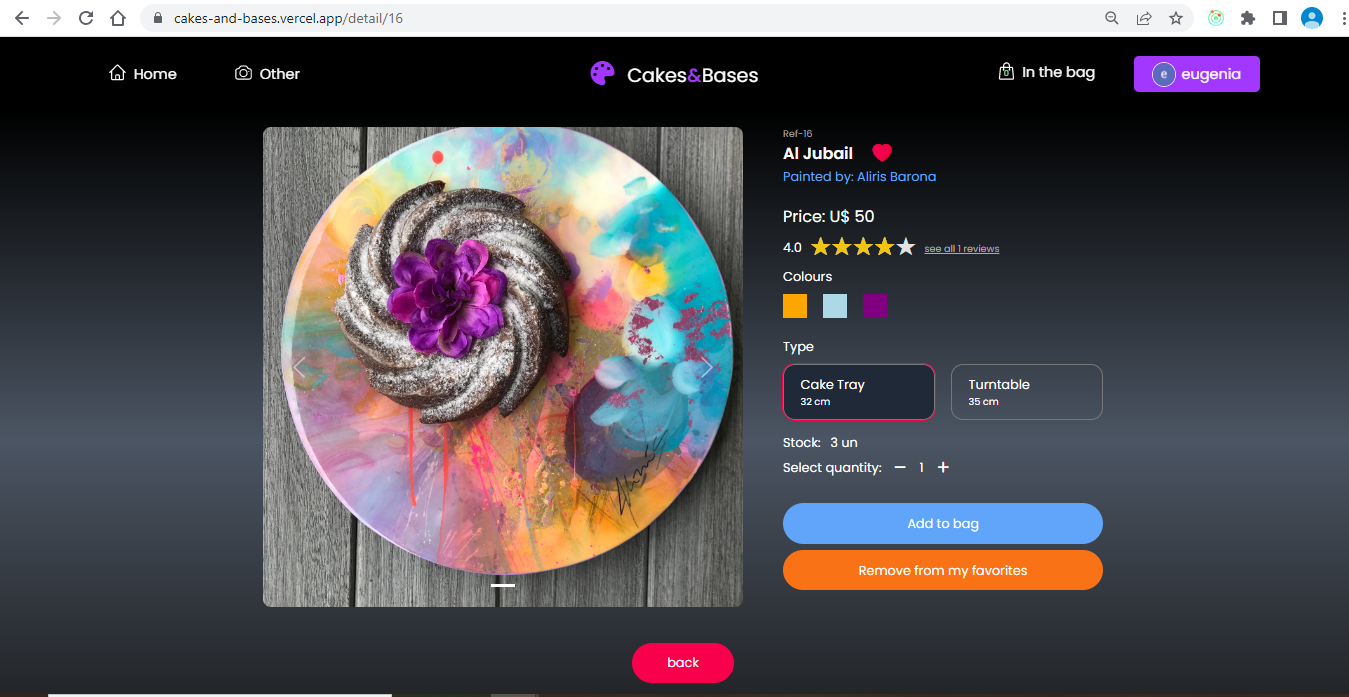 cakes-and-bases.vercel.app/detail/16
Home
Other
Cakes&Bases
In the bag
0
e eugenia
Ref-16
Al Jubail
Painted by: Aliris Barona
Price: U$ 50
4.0 see all 1 reviews
Colours
Type
Cake Tray
32 cm
Turntable
35 cm
Stock: 3 un
Select quantity: − 1 +
Add to bag
Remove from my favorites
back